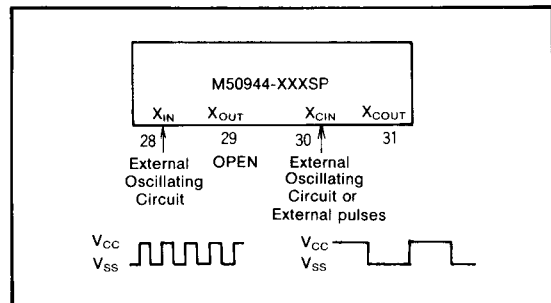 M50944-XXXSP
XIN XOUT XCIN XCOUT
28 29 30 31
External OPEN External
Oscillating Oscillating
Circuit Circuit or
External pulses
VCC VCC
VSS VSS